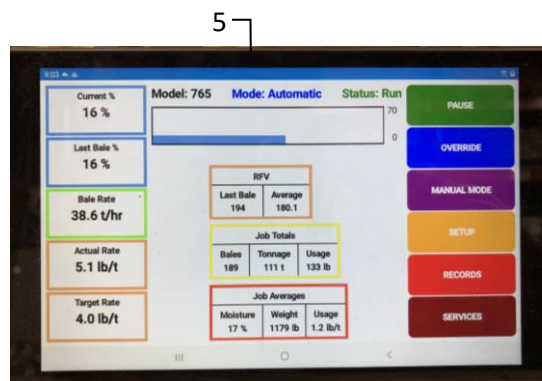 5
9:03
Model: 765 Mode: Automatic Status: Run
Current %
16 %
70
0
Last Bale %
16 %
Bale Rate
38.6 t/hr
Actual Rate
5.1 lb/t
Target Rate
4.0 lb/t
RFV
Last Bale Average
194 180.1
Job Totals
Bales Tonnage Usage
189 111 t 133 lb
Job Averages
Moisture Weight Usage
17 % 1179 lb 1.2 lb/t
PAUSE
OVERRIDE
MANUAL MODE
SETUP
RECORDS
SERVICES